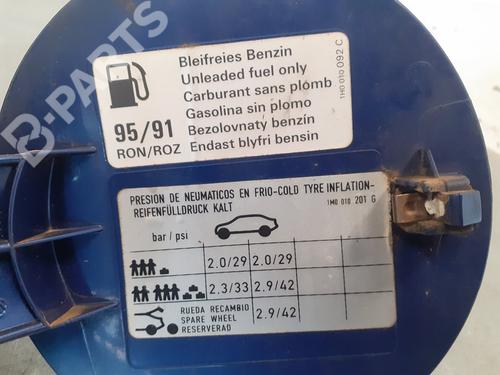 B-PARTS
Bleifreies Benzin
Unleaded fuel only
Carburant sans plomb
Gasolina sin plomo
95/91 Bezolovnaty benzín
RON/ROZ Endast blyfri bensin
1H0 010 092 C
PRESION DE NEUMATICOS EN FRIO-COLD TYRE INFLATION-
REIFENFÜLLDRUCK KALT
1M0 010 201 G
bar / psi
2.0/29 2.0/29
2.3/33 2.9/42
RUEDA RECAMBIO
SPARE WHEEL 2.9/42
RESERVERAD